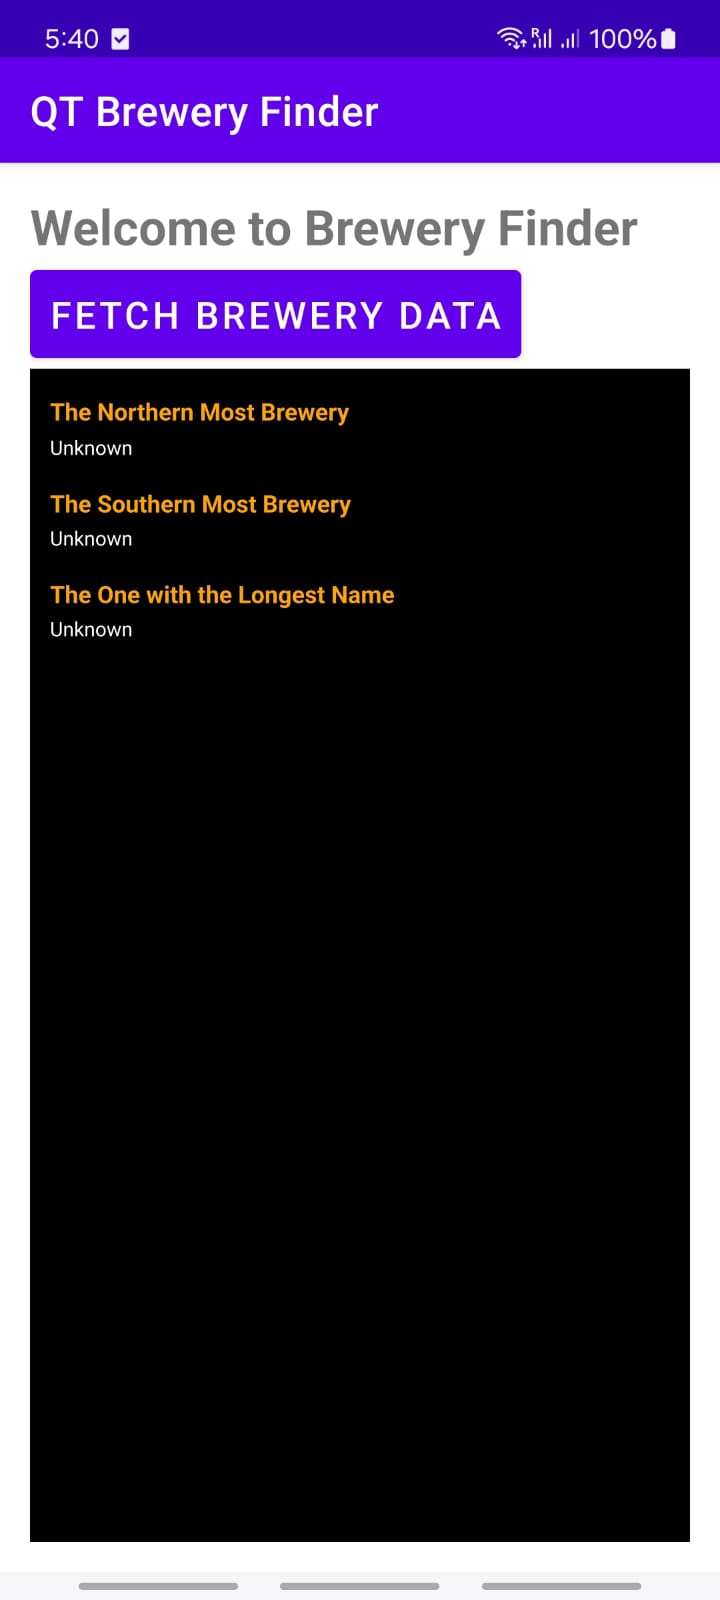 5:40
R 100%
QT Brewery Finder
Welcome to Brewery Finder
FETCH BREWERY DATA
The Northern Most Brewery
Unknown
The Southern Most Brewery
Unknown
The One with the Longest Name
Unknown